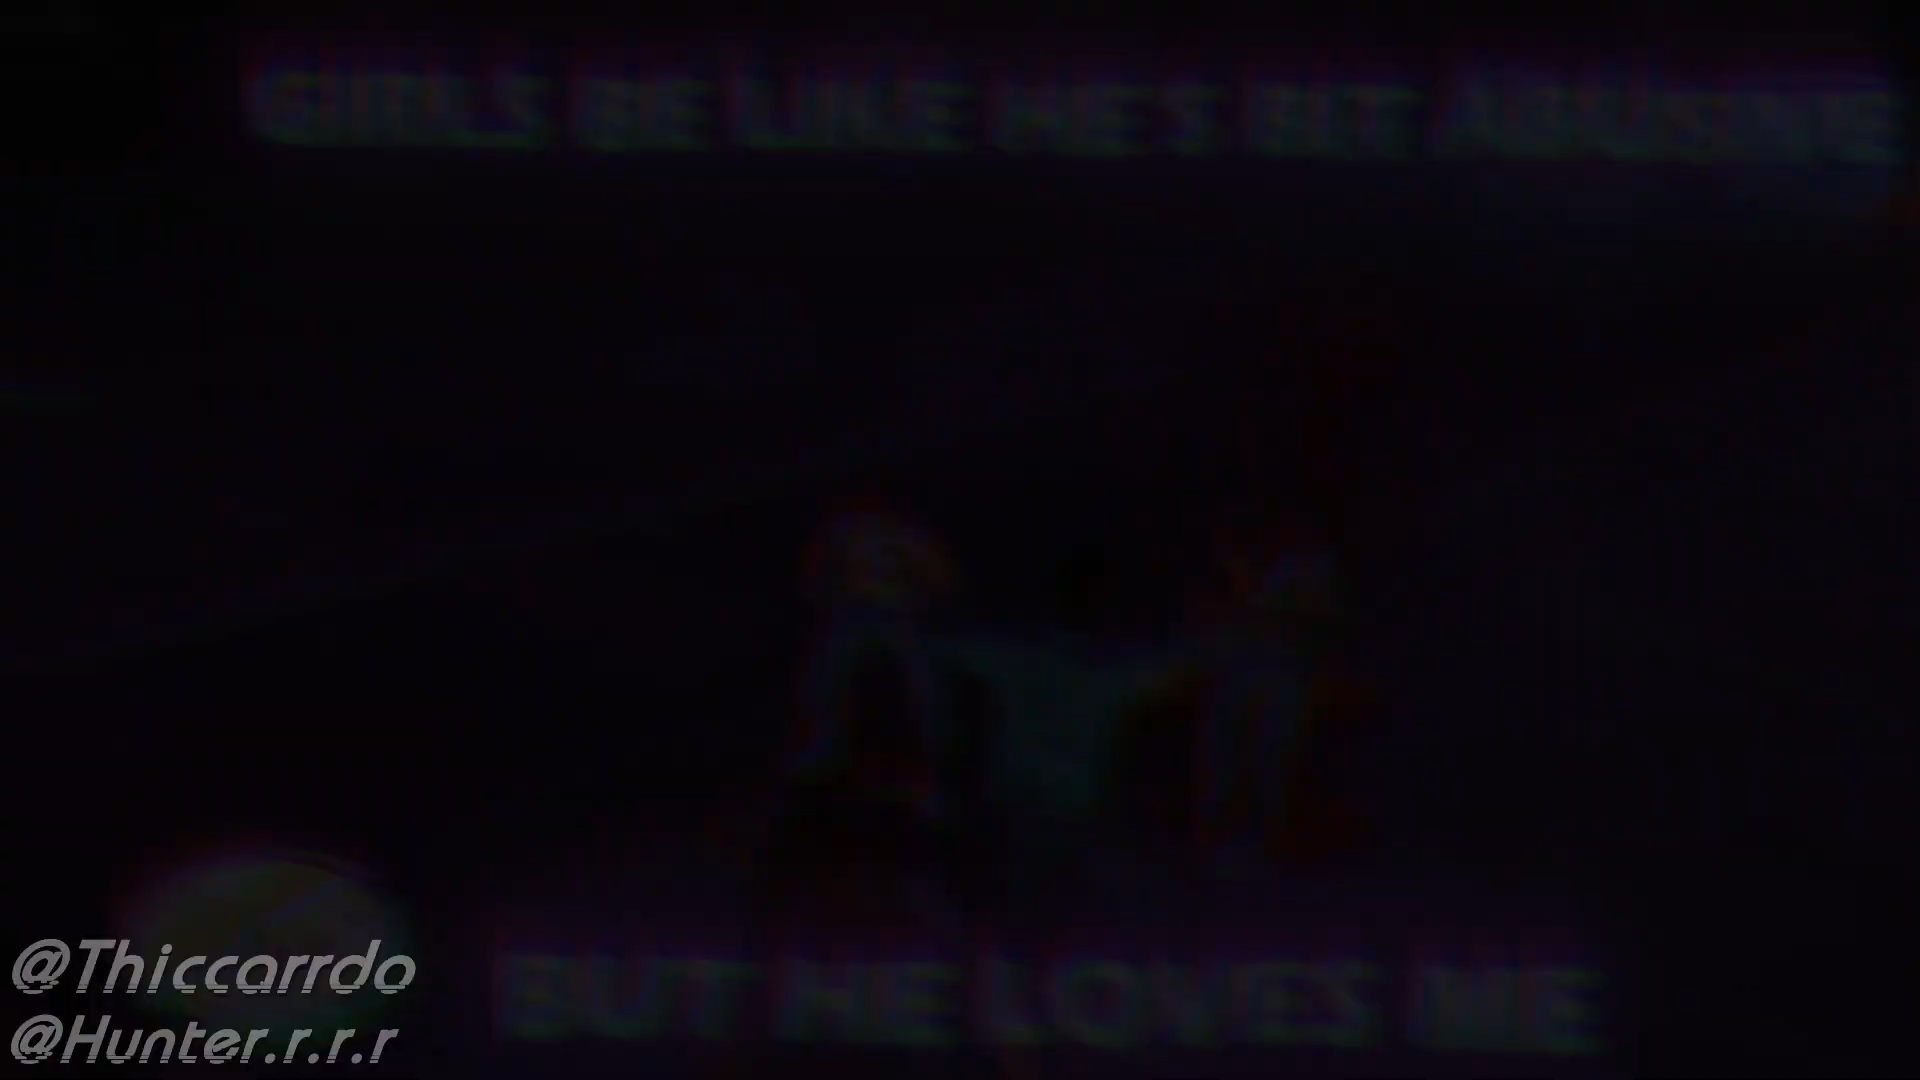 GIRLS BE LIKE HE'S BIT ABUSIVE
BUT HE LOVES ME
@Thiccarrdo
@Hunter.r.r.r